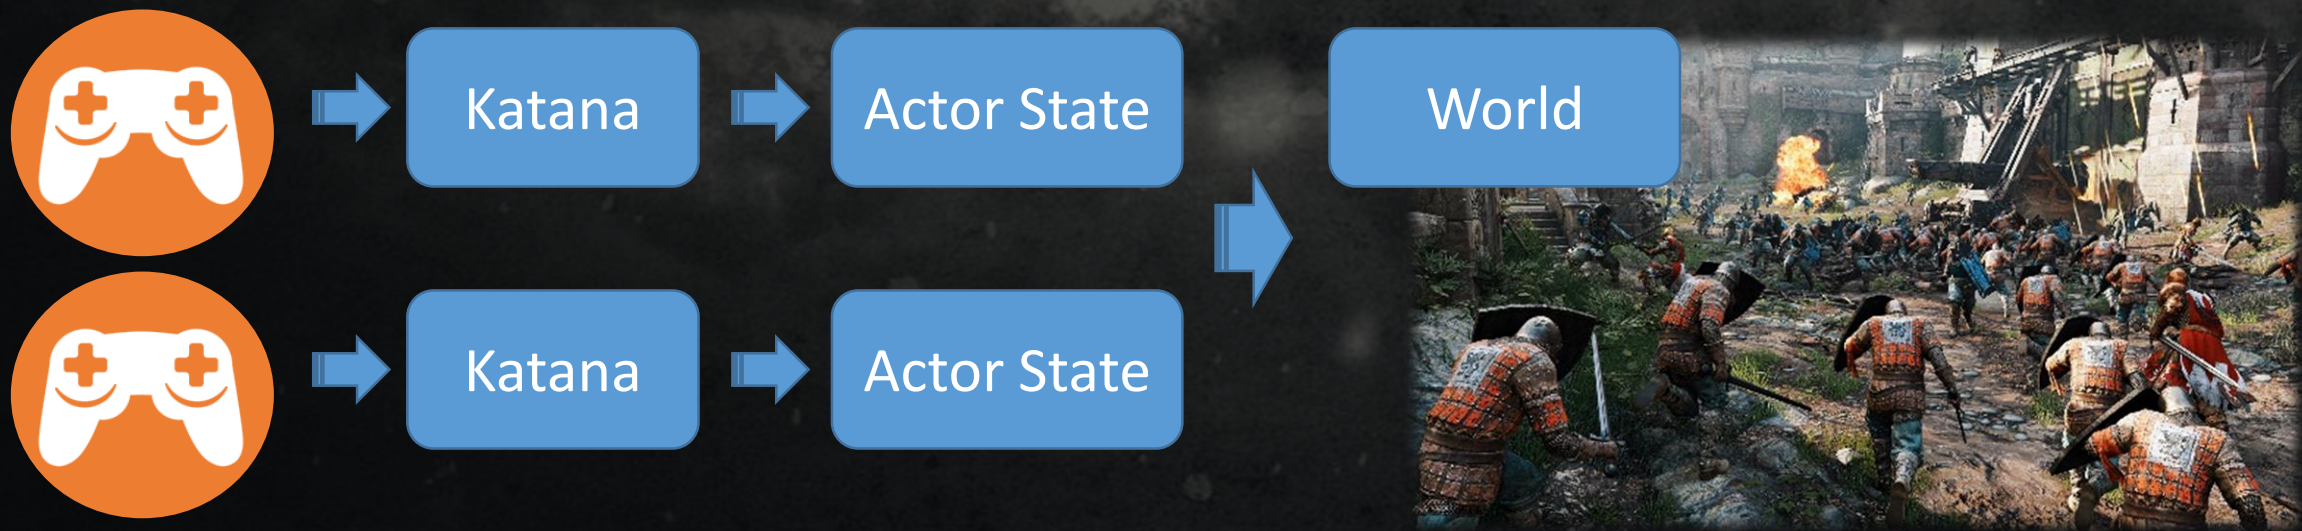 Katana
Actor State
World
Katana
Actor State